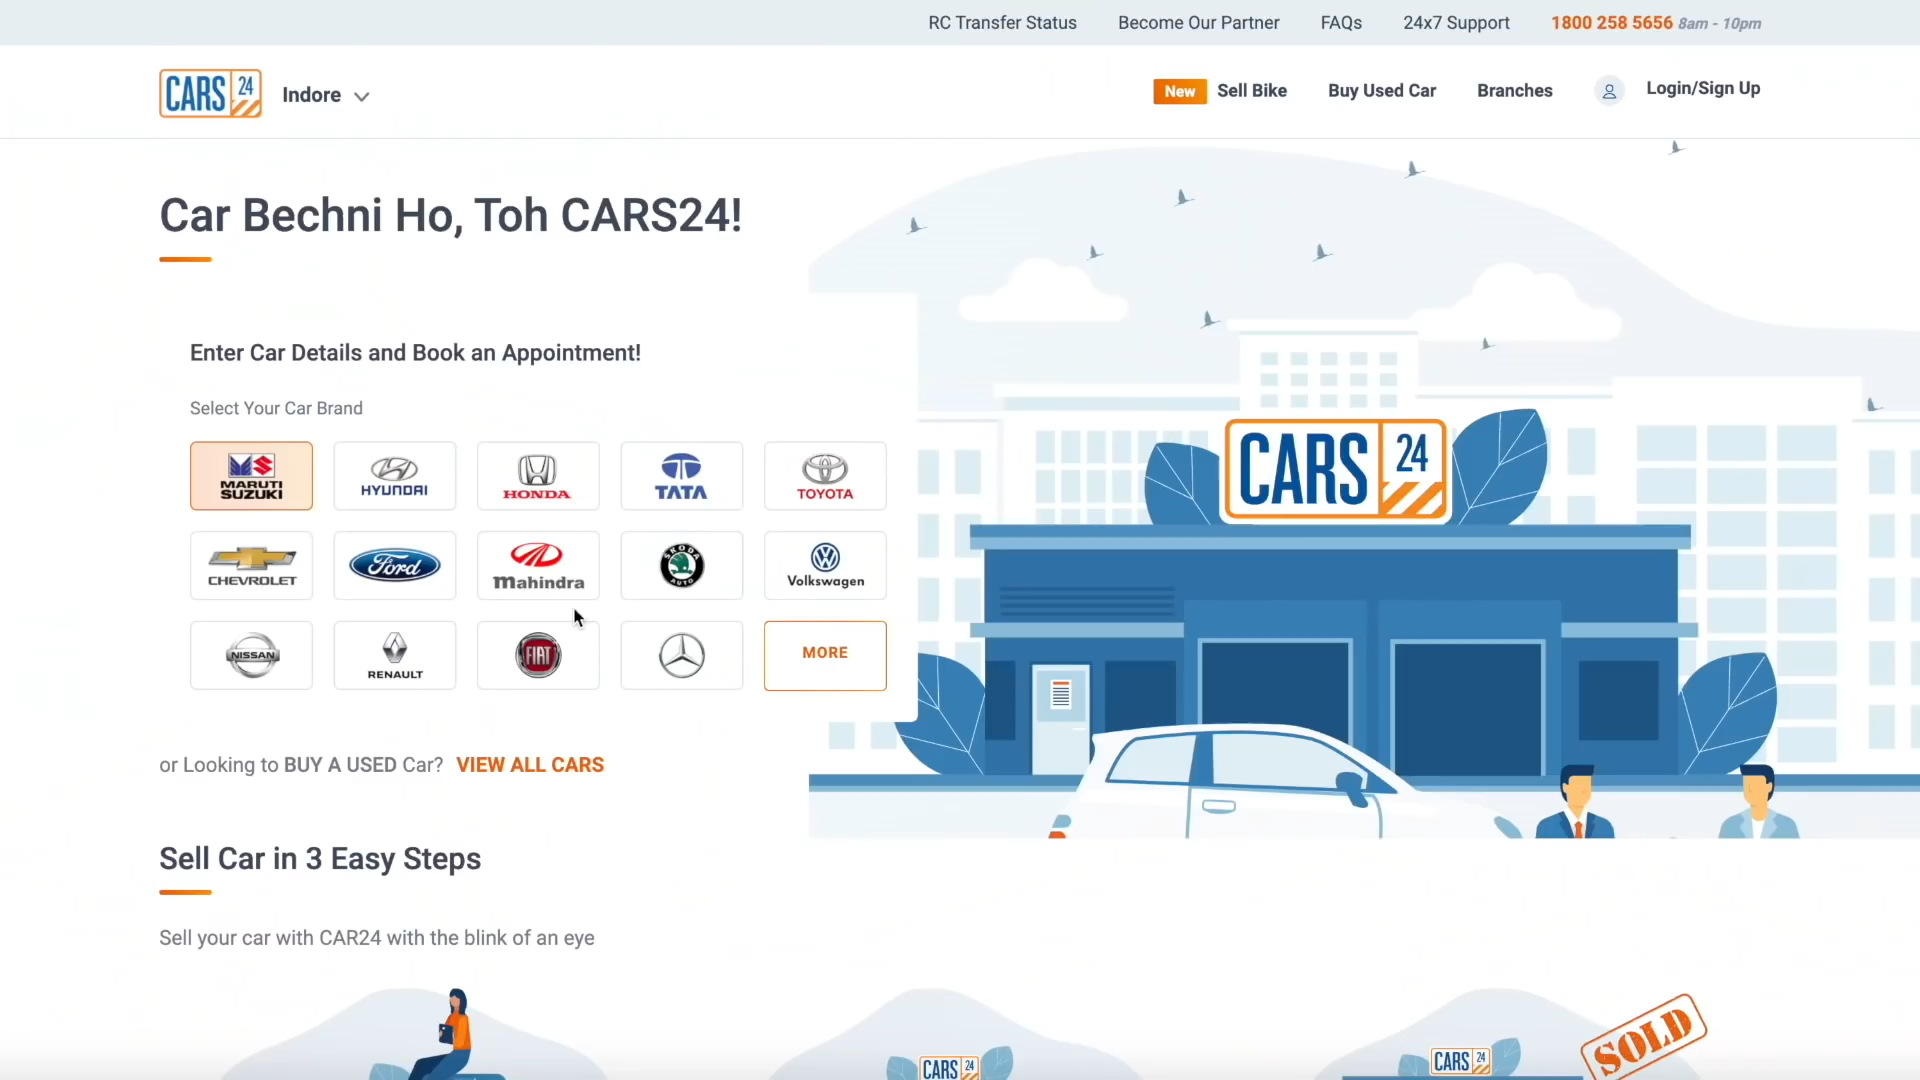 RC Transfer Status Become Our Partner FAQs 24x7 Support 1800 258 5656 8am - 10pm
CARS 24 Indore New Sell Bike Buy Used Car Branches Login/Sign Up
Car Bechni Ho, Toh CARS24!
Enter Car Details and Book an Appointment!
Select Your Car Brand
MARUTI SUZUKI HYUNDAI HONDA TATA TOYOTA
CHEVROLET Ford Mahindra SKODA AUTO Volkswagen
NISSAN RENAULT FIAT MORE
CARS 24
or Looking to BUY A USED Car? VIEW ALL CARS
Sell Car in 3 Easy Steps
Sell your car with CAR24 with the blink of an eye
CARS 24
CARS 24
SOLD